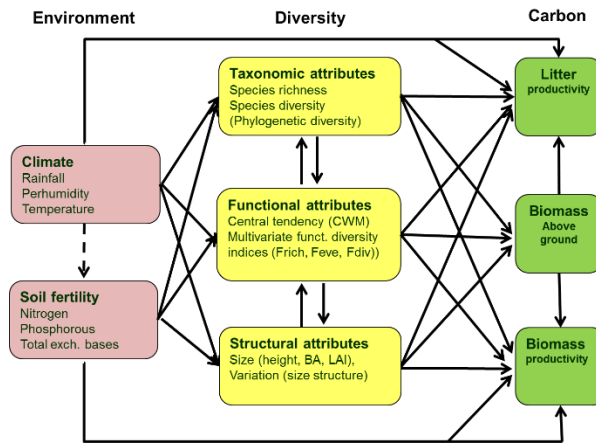 Environment
Diversity
Carbon
Climate
Rainfall
Perhumidity
Temperature
Soil fertility
Nitrogen
Phosphorous
Total exch. bases
Taxonomic attributes
Species richness
Species diversity
(Phylogenetic diversity)
Functional attributes
Central tendency (CWM)
Multivariate funct. diversity
indices (Frich, Feve, Fdiv))
Structural attributes
Size (height, BA, LAI),
Variation (size structure)
Litter
productivity
Biomass
Above
ground
Biomass
productivity